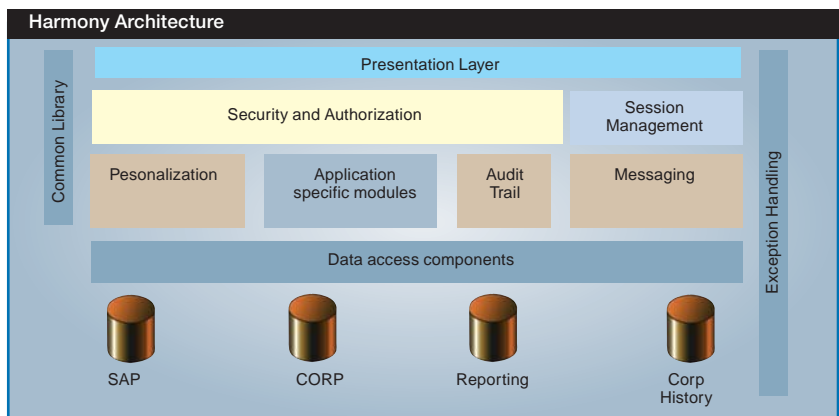 Harmony Architecture
Common Library
Presentation Layer
Security and Authorization
Session
Management
Pesonalization
Application
specific modules
Audit
Trail
Messaging
Data access components
Exception Handling
SAP
CORP
Reporting
Corp
History